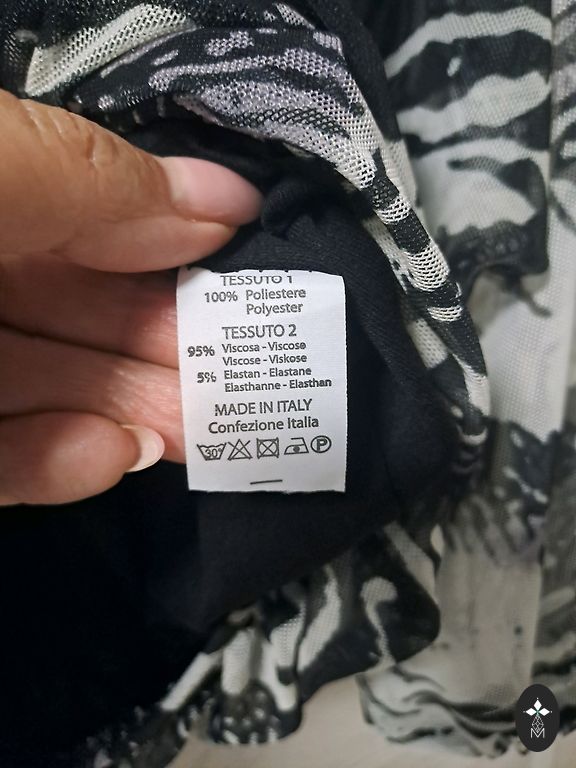 TESSUTO 1
100% Poliestere
Polyester
TESSUTO 2
95% Viscosa - Viscose
Viscose - Viskose
5% Elastan - Elastane
Elasthanne - Elasthan
MADE IN ITALY
Confezione Italia
30° P
M